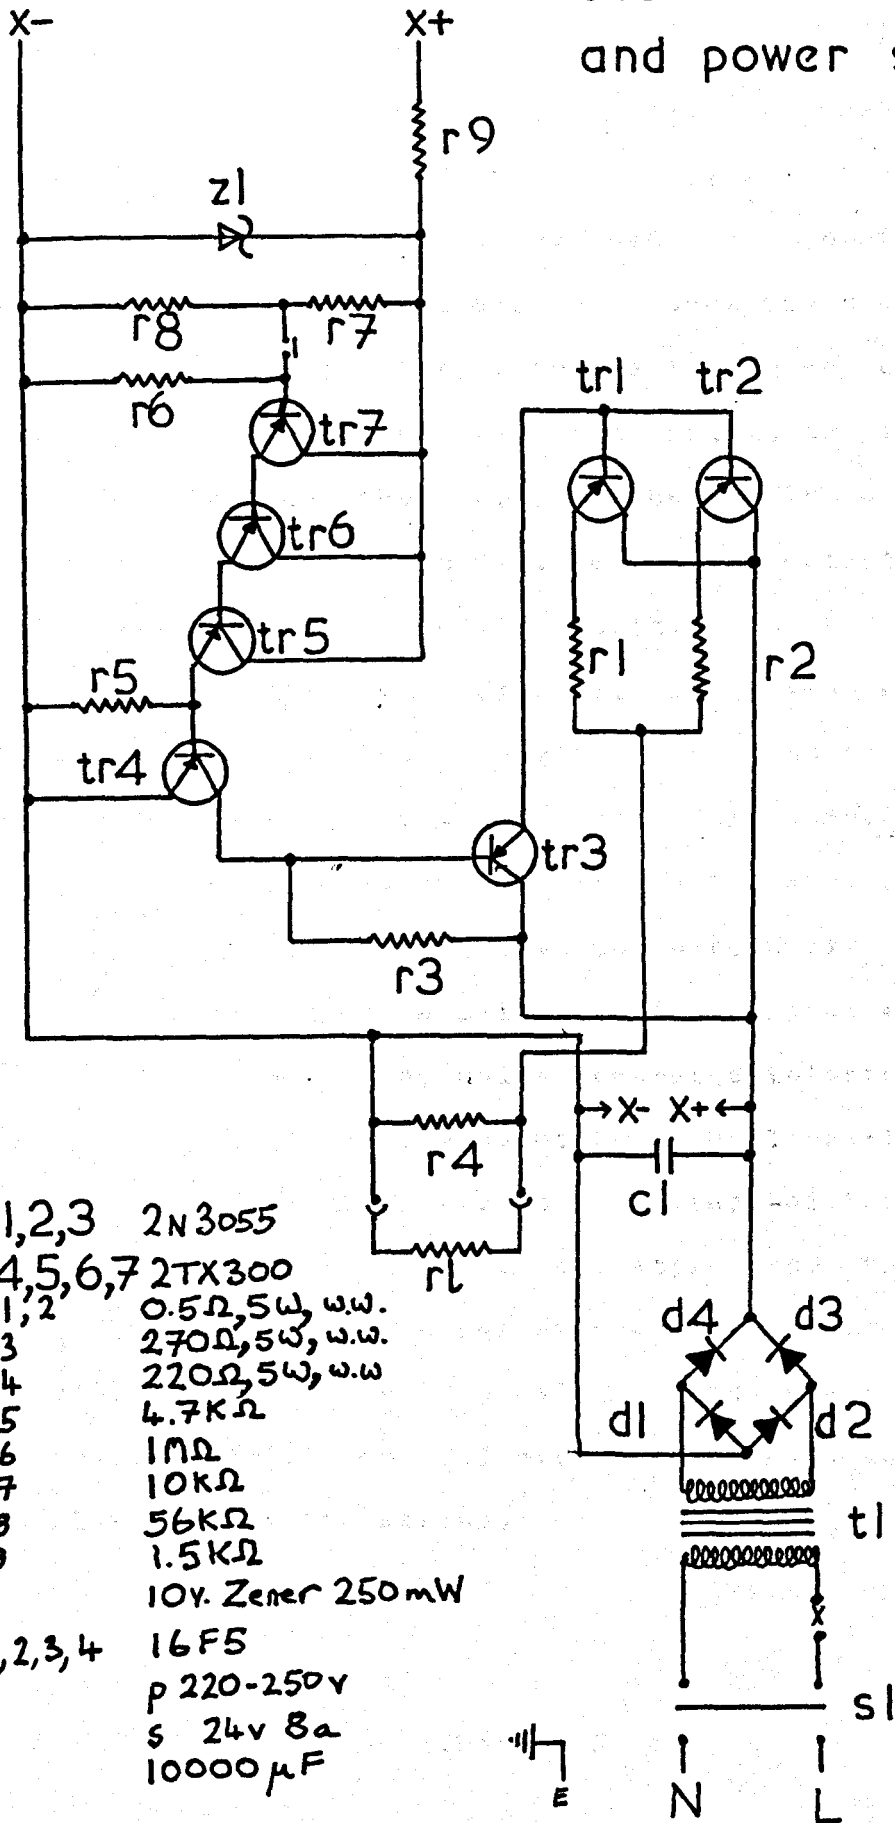 X- X+
and power
r9
z1
r8 r7
1
r6
tr7
tr1 tr2
tr6
tr5
r1 r2
r5
tr4
tr3
r3
X- X+
r4
c1
rL
d4 d3
d1 d2
t1
x
s1
E N L
1,2,3 2N3055
4,5,6,7 2TX300
1,2 0.5Ω,5W,w.w.
3 270Ω,5W,w.w.
4 220Ω,5W,w.w
5 4.7KΩ
6 1MΩ
7 10KΩ
8 56KΩ
9 1.5KΩ
10v. Zener 250mW
,2,3,4 16F5
p 220-250v
s 24v 8a
10000μF